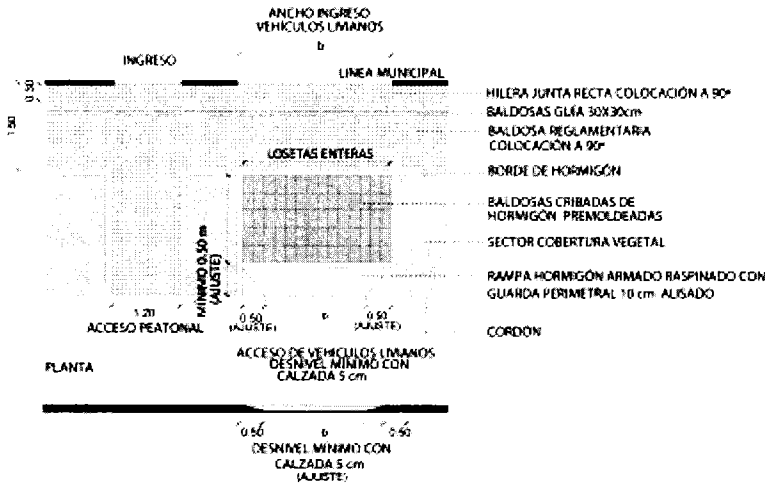 ANCHO INGRESO
VEHÍCULOS LIVIANOS
b
INGRESO
LINEA MUNICIPAL
0.50
1.50
HILERA JUNTA RECTA COLOCACIÓN A 90º
BALDOSAS GUÍA 30X30cm
BALDOSA REGLAMENTARIA
COLOCACIÓN A 90º
LOSETAS ENTERAS
BORDE DE HORMIGÓN
BALDOSAS CRIBADAS DE
HORMIGÓN PREMOLDEADAS
SECTOR COBERTURA VEGETAL
MÍNIMO 0.50 m
(AJUSTE)
RAMPA HORMIGÓN ARMADO RASPINADO CON
GUARDA PERIMETRAL 10 cm ALISADO
1.20
ACCESO PEATONAL
0.50
(AJUSTE)
b
0.50
(AJUSTE)
CORDÓN
PLANTA
ACCESO DE VEHÍCULOS LIVIANOS
DESNIVEL MÍNIMO CON
CALZADA 5 cm
0.50
b
0.50
DESNIVEL MÍNIMO CON
CALZADA 5 cm
(AJUSTE)